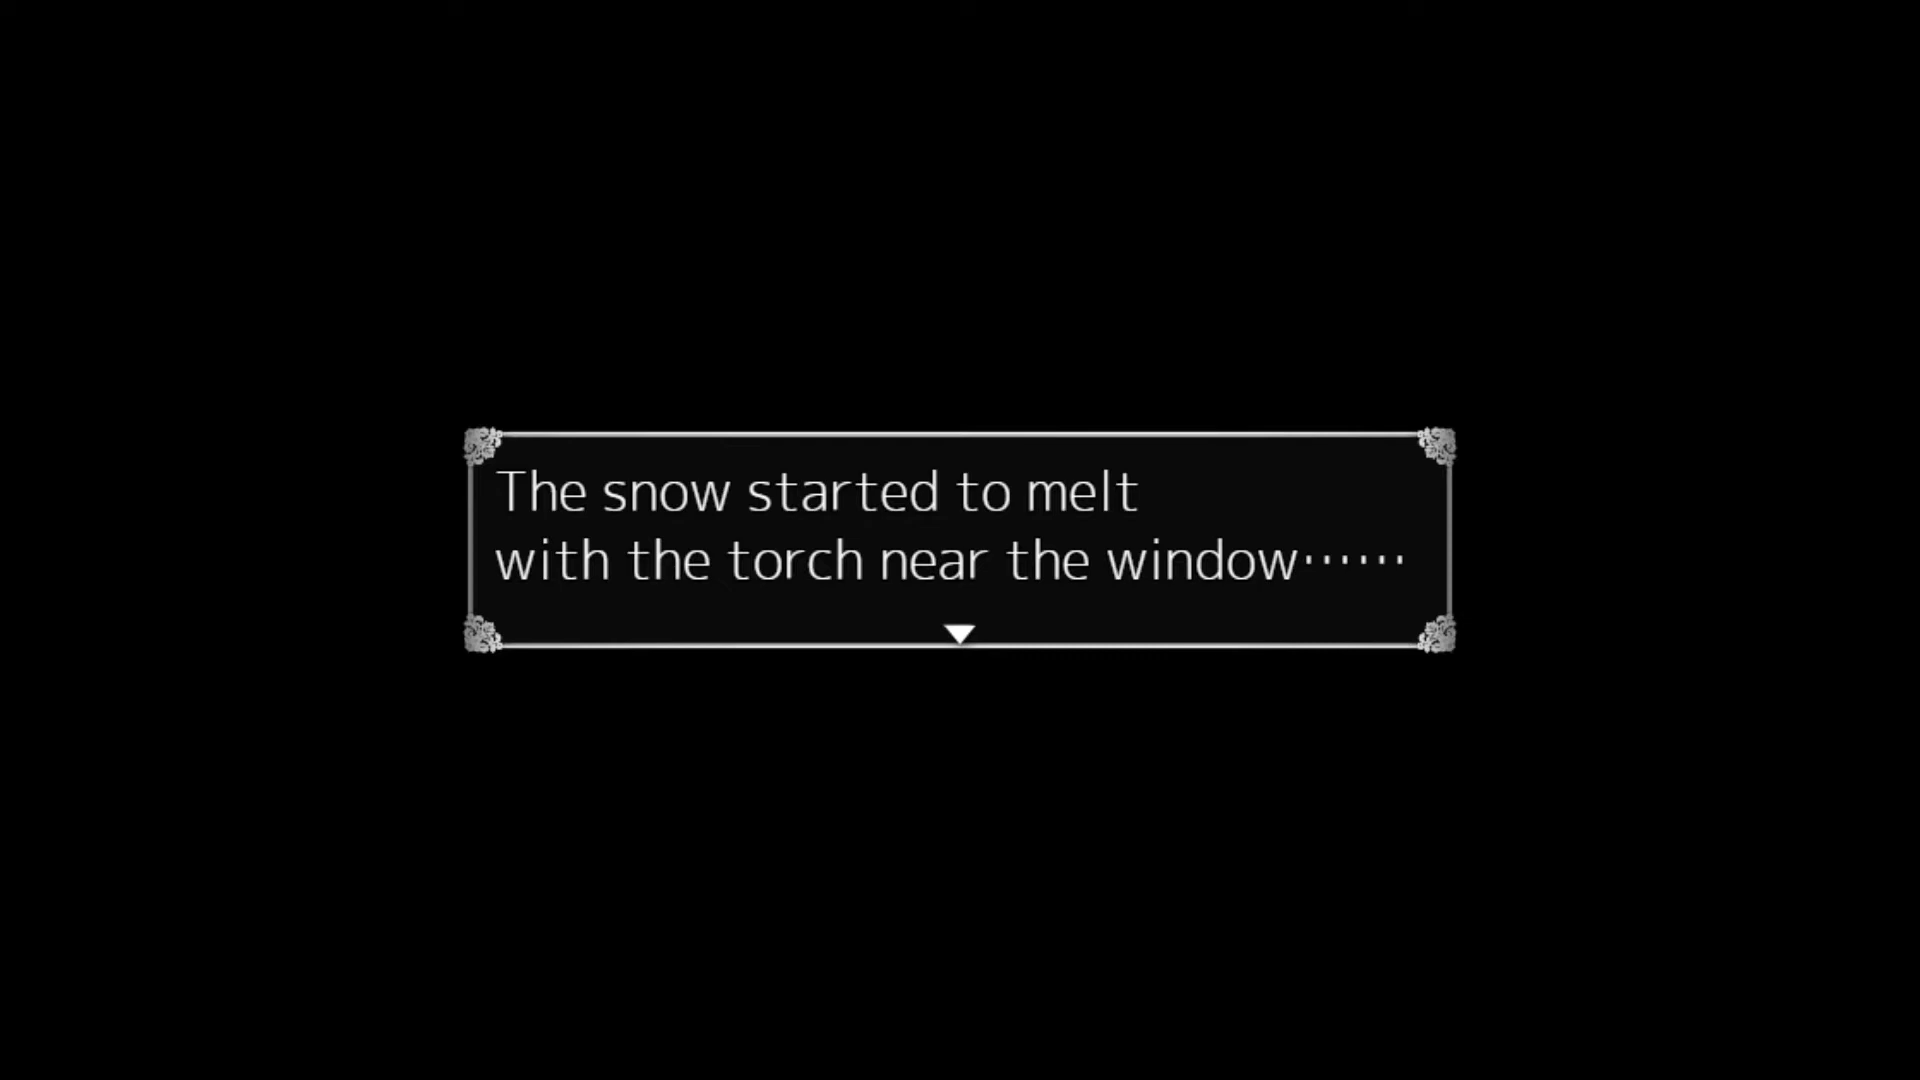 The snow started to melt
with the torch near the window‥‥‥